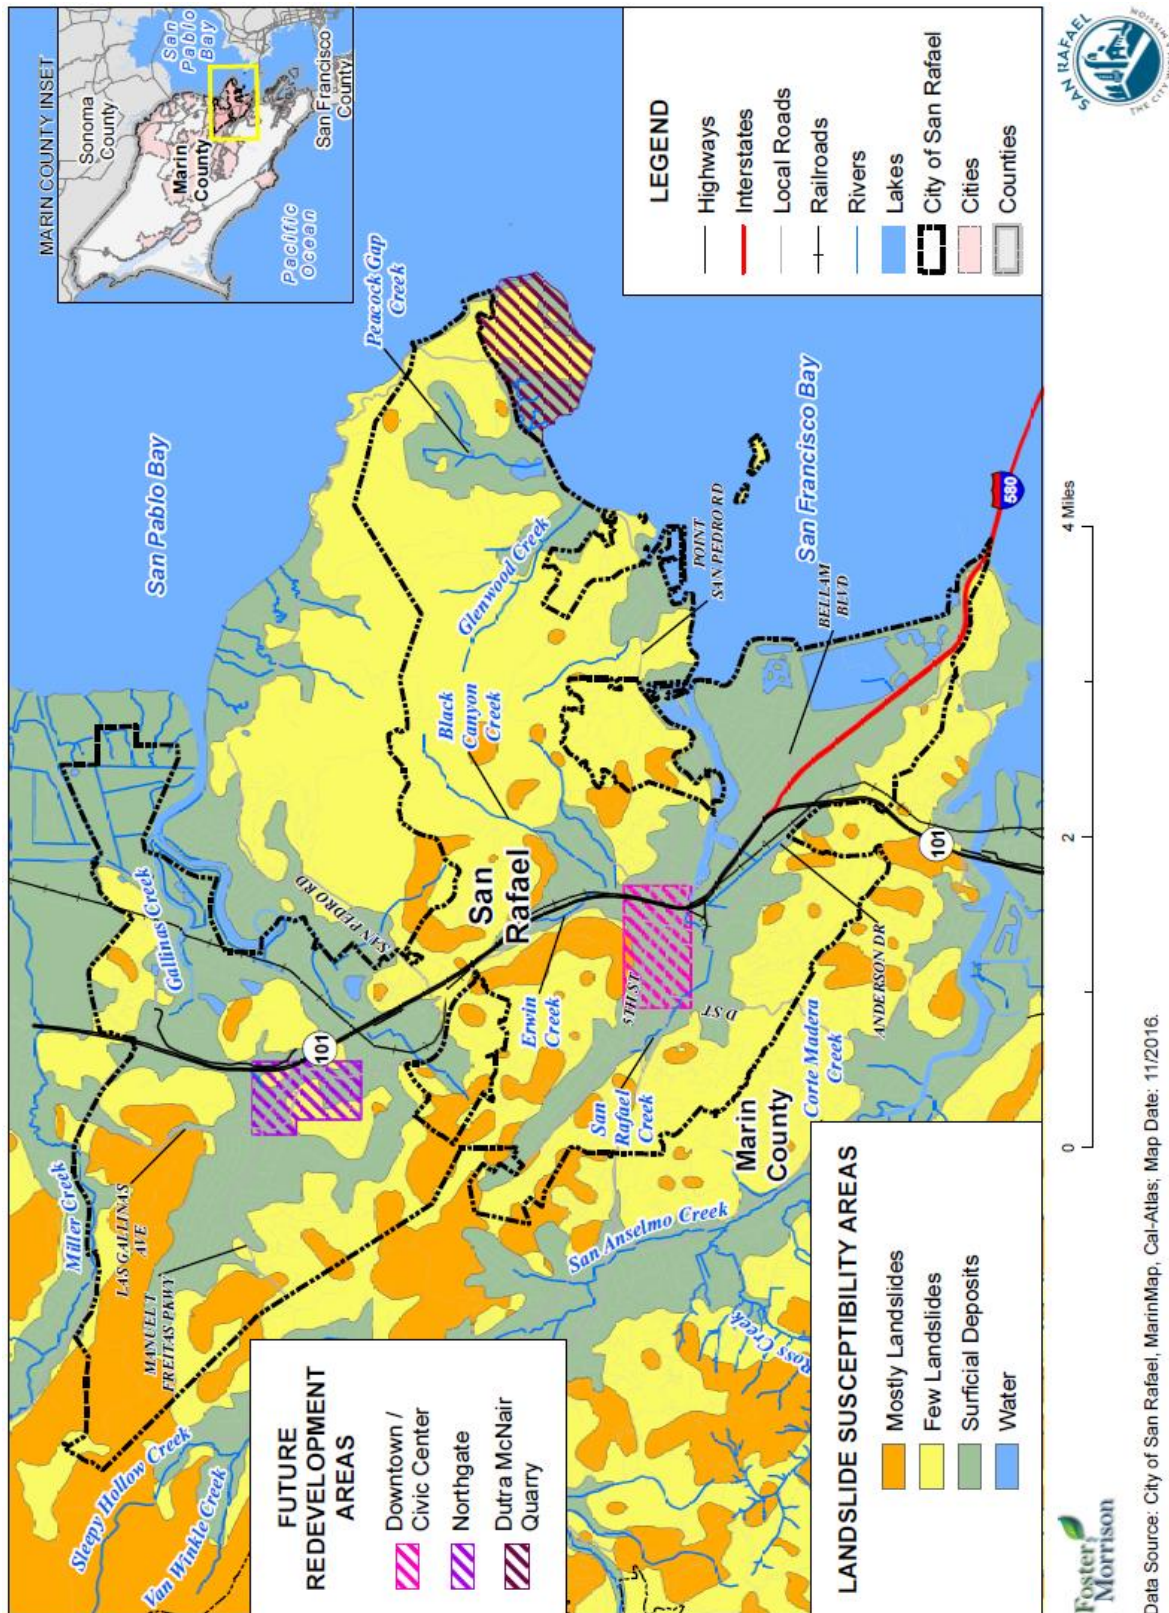 MARIN COUNTY INSET
Sonoma
County
San
Pablo
Bay
Marin
County
Pacific
Ocean
San Francisco
County
San Pablo Bay
Peacock Gap
Creek
Gallinas Creek
Miller Creek
LAS GALLINAS
AVE
MANUEL T
FREITAS PKWY
Sleepy Hollow Creek
Van Winkle Creek
101
SAN PEDRO RD
San
Rafael
Black
Canyon
Creek
Glenwood Creek
Erwin
Creek
5TH ST
D ST
San
Rafael
Creek
San Anselmo Creek
Ross Creek
Marin
County
Corte Madera
Creek
ANDERSON DR
101
POINT
SAN PEDRO RD
San Francisco Bay
BELLAM
BLVD
580
FUTURE
REDEVELOPMENT
AREAS
Downtown /
Civic Center
Northgate
Dutra McNair
Quarry
LANDSLIDE SUSCEPTIBILITY AREAS
Mostly Landslides
Few Landslides
Surficial Deposits
Water
LEGEND
Highways
Interstates
Local Roads
Railroads
Rivers
Lakes
City of San Rafael
Cities
Counties
0
2
4 Miles
Foster
Morrison
Data Source: City of San Rafael, MarinMap, Cal-Atlas; Map Date: 11/2016.
SAN RAFAEL
THE CITY WITH A MISSION